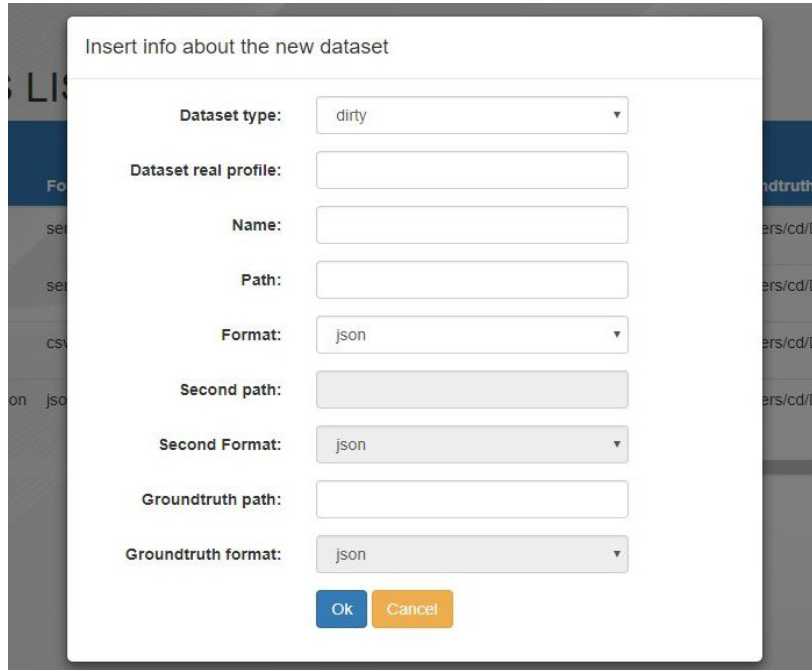 Insert info about the new dataset
Dataset type: dirty
Dataset real profile:
Name:
Path:
Format: json
Second path:
Second Format: json
Groundtruth path:
Groundtruth format: json
Ok Cancel